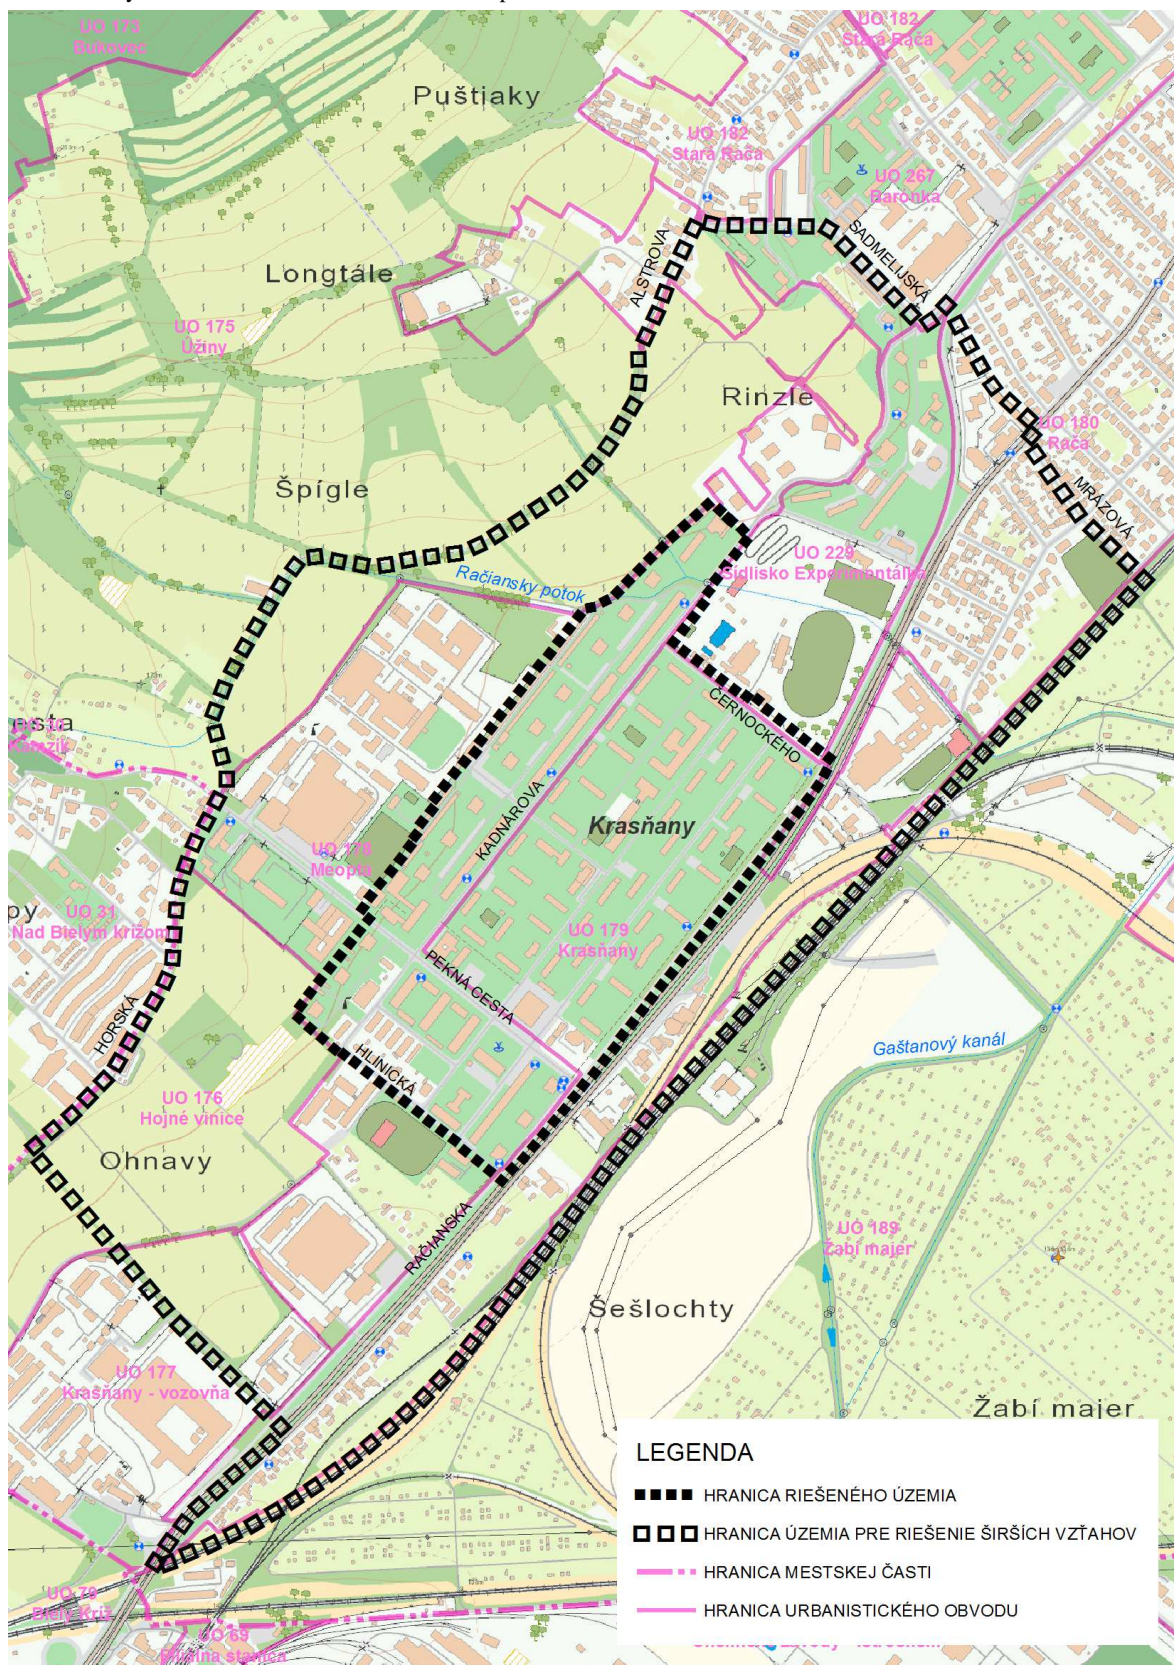 UO 173
Bukovec
UO 182
Stará Rača
Puštiaky
UO 182
Stará Rača
UO 267
Baronka
SADMELIJSKÁ
ALSTROVA
Longtále
UO 175
Úžiny
Rinzle
UO 180
Rača
MRÁZOVÁ
Špígle
UO 229
Sídlisko Experimentálka
Račiansky potok
ČERNOCKÉHO
KADNÁROVA
Krasňany
UO 178
Meopta
UO 31
Nad Bielym krížom
UO 179
Krasňany
PEKNÁ CESTA
HORSKÁ
HLINICKÁ
Gaštanový kanál
UO 176
Hojné vinice
Ohnavy
RAČIANSKA
UO 189
Žabí majer
Šešlochty
UO 177
Krasňany - vozovňa
Žabí majer
LEGENDA
HRANICA RIEŠENÉHO ÚZEMIA
HRANICA ÚZEMIA PRE RIEŠENIE ŠIRŠÍCH VZŤAHOV
HRANICA MESTSKEJ ČASTI
HRANICA URBANISTICKÉHO OBVODU
UO 79
Biely Kríž
UO 69
stanica